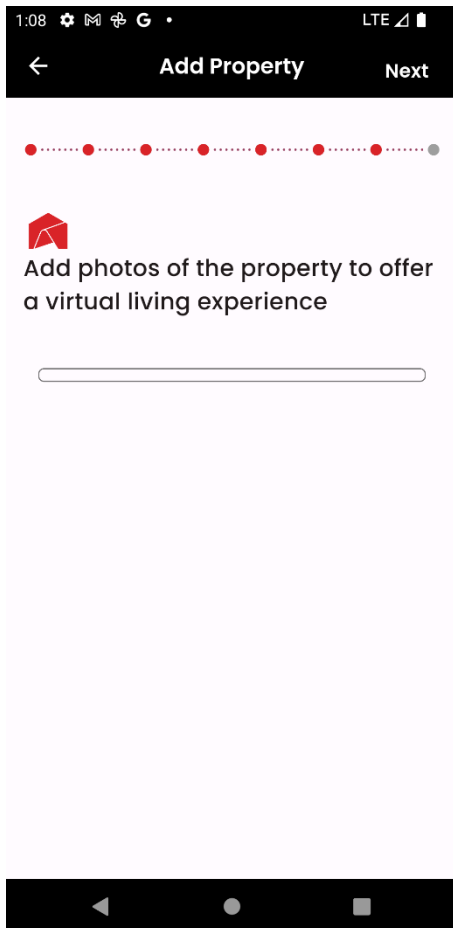 1:08
LTE
Add Property
Next
Add photos of the property to offer
a virtual living experience